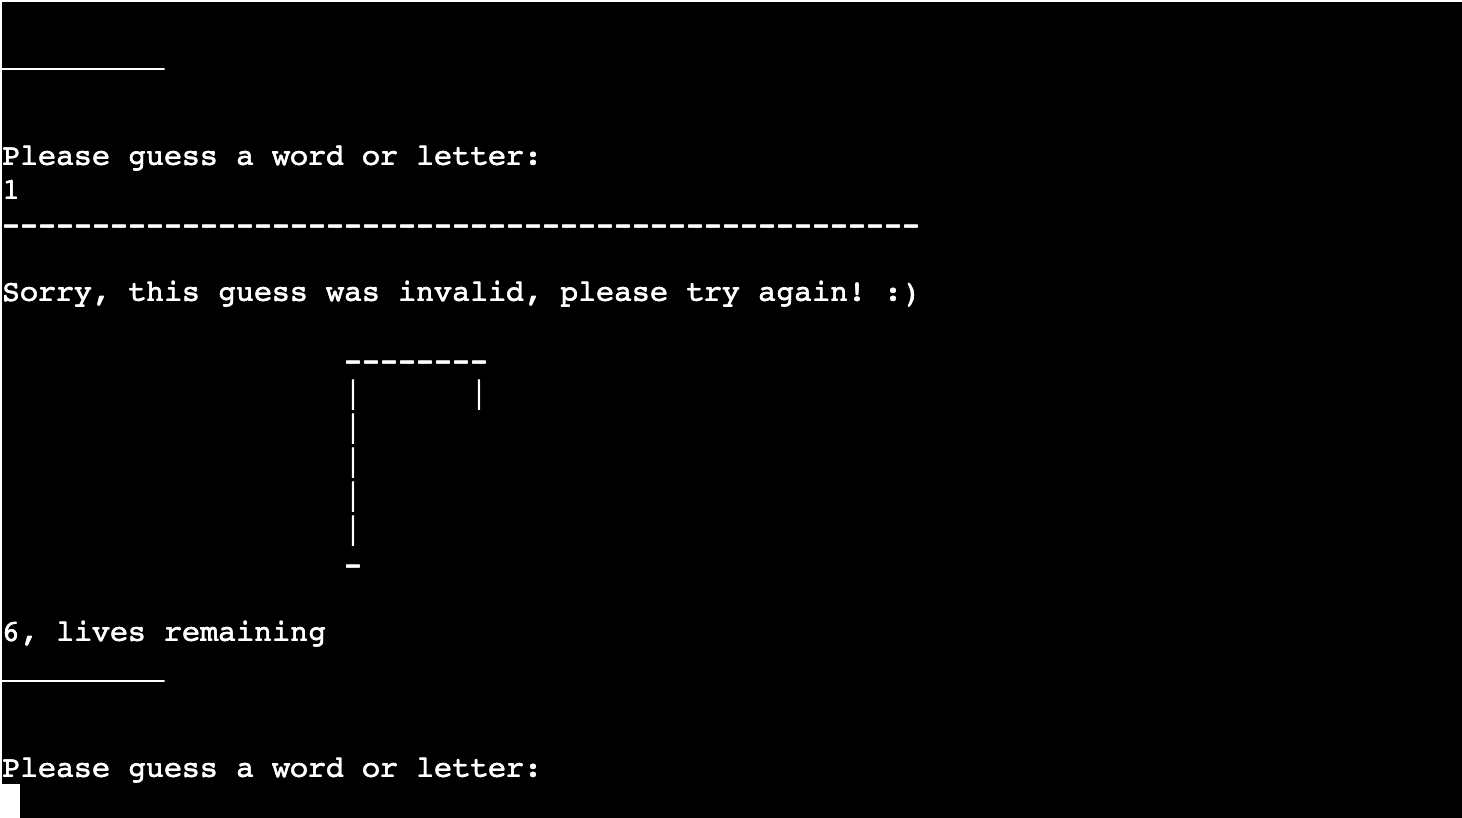 _________
Please guess a word or letter:
1
---------------------------------------------------
Sorry, this guess was invalid, please try again! :)
--------
|      |
|
|
|
|
-
6, lives remaining
_________
Please guess a word or letter: